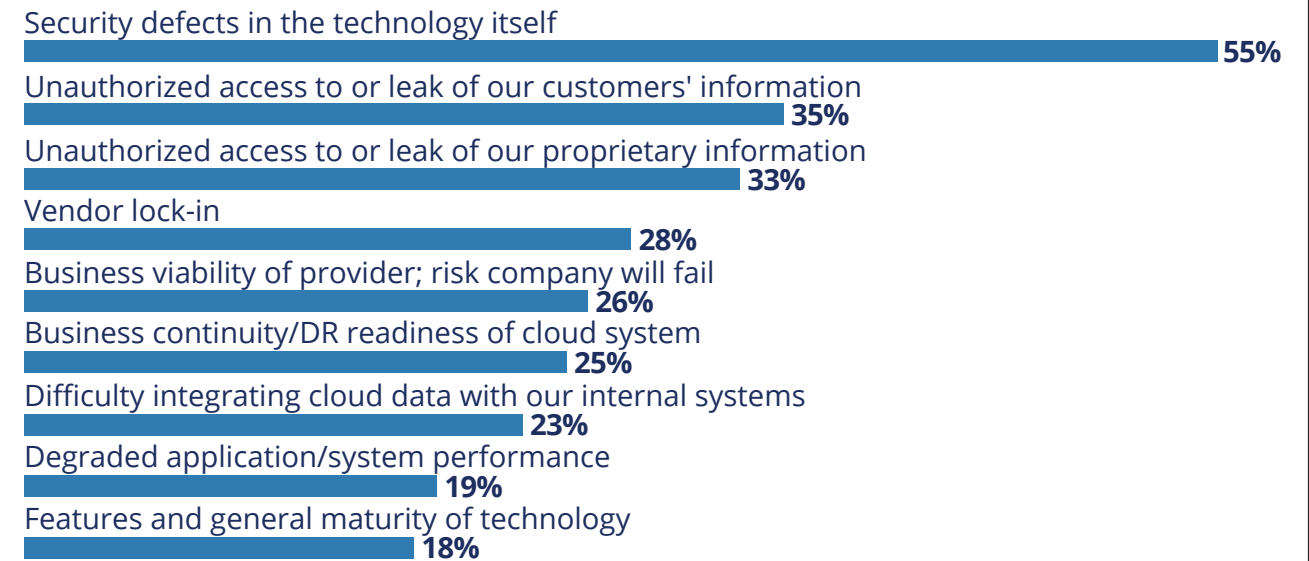 Security defects in the technology itself
55%
Unauthorized access to or leak of our customers' information
35%
Unauthorized access to or leak of our proprietary information
33%
Vendor lock-in
28%
Business viability of provider; risk company will fail
26%
Business continuity/DR readiness of cloud system
25%
Difficulty integrating cloud data with our internal systems
23%
Degraded application/system performance
19%
Features and general maturity of technology
18%